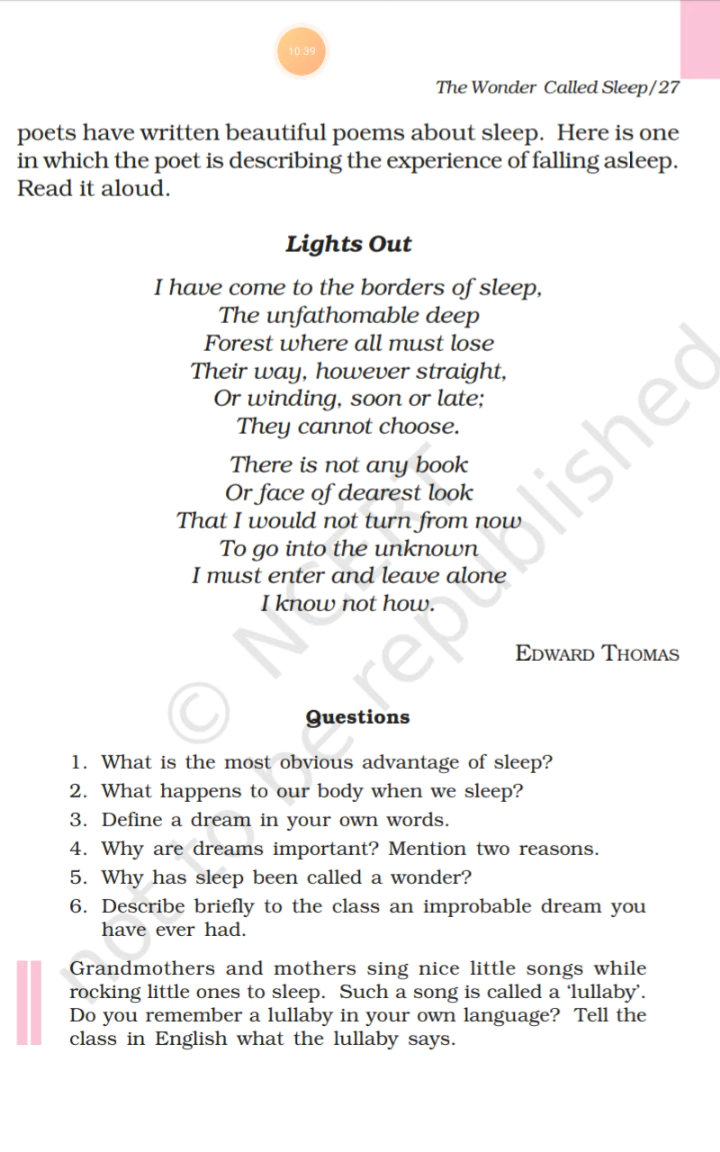 10:39
The Wonder Called Sleep/27
poets have written beautiful poems about sleep. Here is one
in which the poet is describing the experience of falling asleep.
Read it aloud.
Lights Out
I have come to the borders of sleep,
The unfathomable deep
Forest where all must lose
Their way, however straight,
Or winding, soon or late;
They cannot choose.
There is not any book
Or face of dearest look
That I would not turn from now
To go into the unknown
I must enter and leave alone
I know not how.
EDWARD THOMAS
Questions
1. What is the most obvious advantage of sleep?
2. What happens to our body when we sleep?
3. Define a dream in your own words.
4. Why are dreams important? Mention two reasons.
5. Why has sleep been called a wonder?
6. Describe briefly to the class an improbable dream you
have ever had.
Grandmothers and mothers sing nice little songs while
rocking little ones to sleep. Such a song is called a ‘lullaby’.
Do you remember a lullaby in your own language? Tell the
class in English what the lullaby says.
© NCERT
not to be republished